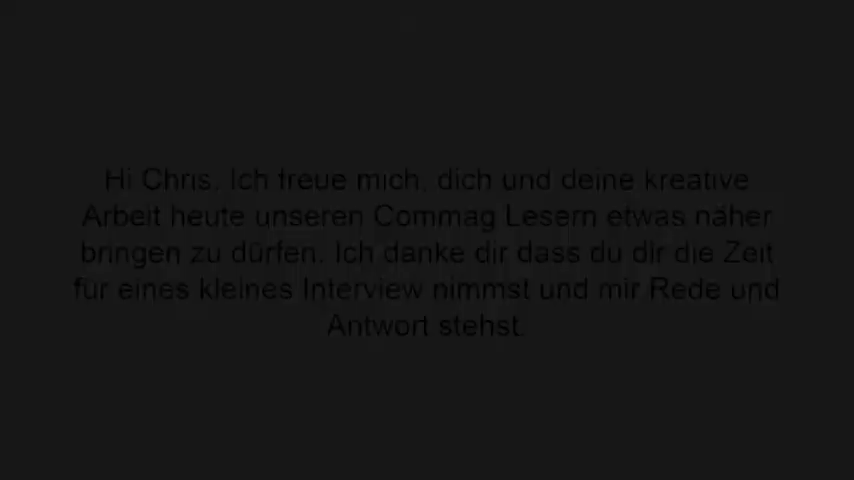 Hi Chris. Ich freue mich, dich und deine kreative
Arbeit heute unseren Commag Lesern etwas näher
bringen zu dürfen. Ich danke dir dass du dir die Zeit
für eines kleines Interview nimmst und mir Rede und
Antwort stehst.